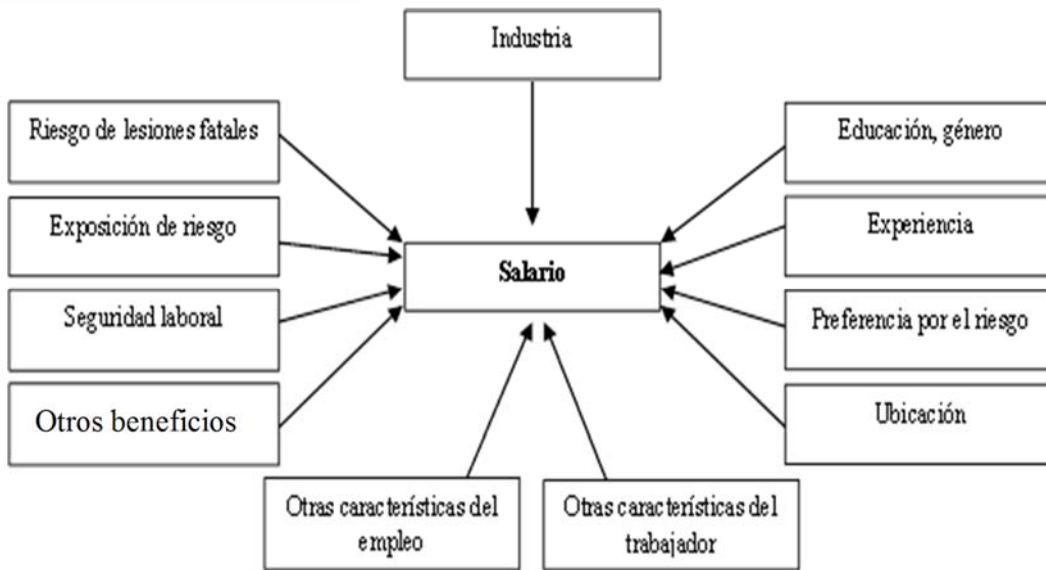 Industria
Riesgo de lesiones fatales
Educación, género
Exposición de riesgo
Experiencia
Salario
Seguridad laboral
Preferencia por el riesgo
Otros beneficios
Ubicación
Otras características del
empleo
Otras características del
trabajador